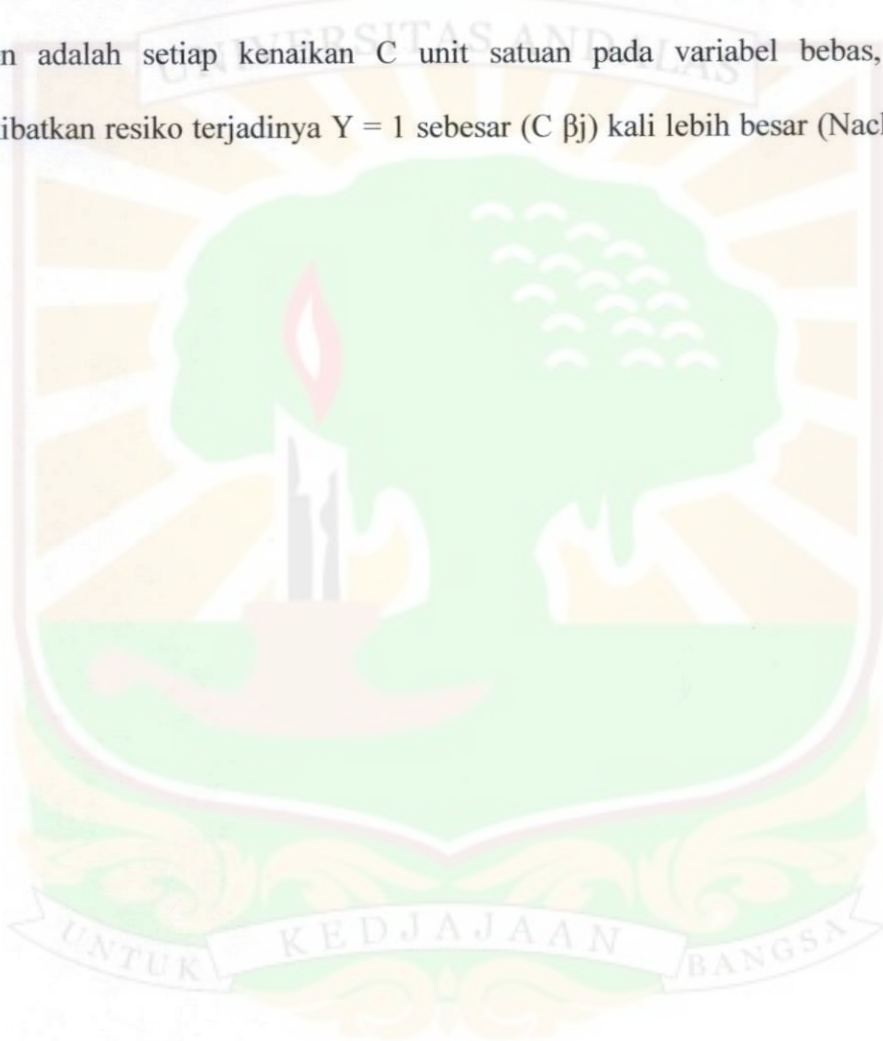 UNIVERSITAS ANDALAS
n adalah setiap kenaikan C unit satuan pada variabel bebas,
ibatkan resiko terjadinya Y = 1 sebesar (C βj) kali lebih besar (Nacl
UNTUK KEDJAJAAN BANGSA